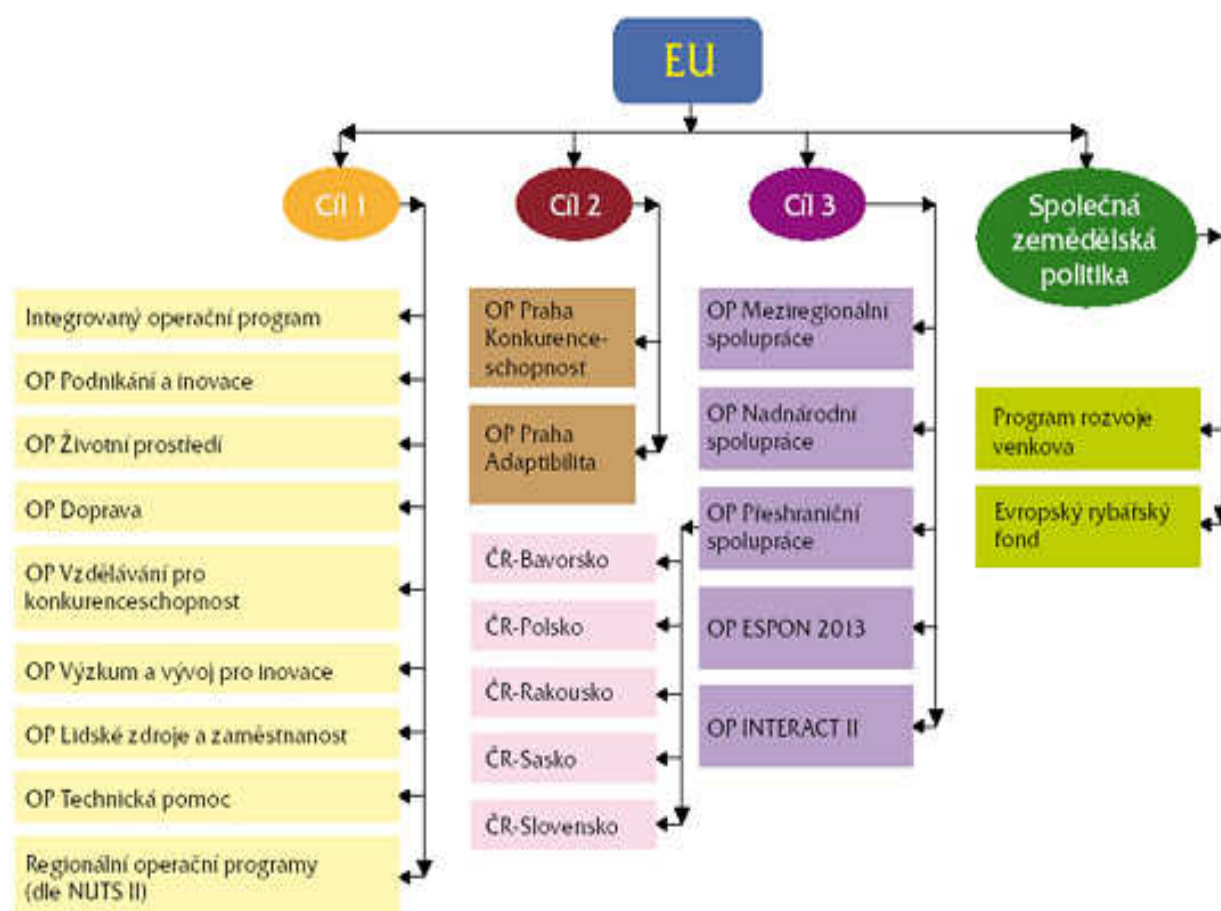 EU
Cíl 1
Cíl 2
Cíl 3
Společná
zemědělská
politika
Integrovaný operační program
OP Podnikání a inovace
OP Životní prostředí
OP Doprava
OP Vzdělávání pro
konkurenceschopnost
OP Výzkum a vývoj pro inovace
OP Lidské zdroje a zaměstnanost
OP Technická pomoc
Regionální operační programy
(dle NUTS II)
OP Praha
Konkurence-
schopnost
OP Praha
Adaptibilita
ČR-Bavorsko
ČR-Polsko
ČR-Rakousko
ČR-Sasko
ČR-Slovensko
OP Meziregionální
spolupráce
OP Nadnárodní
spolupráce
OP Přeshraniční
spolupráce
OP ESPON 2013
OP INTERACT II
Program rozvoje
venkova
Evropský rybářský
fond